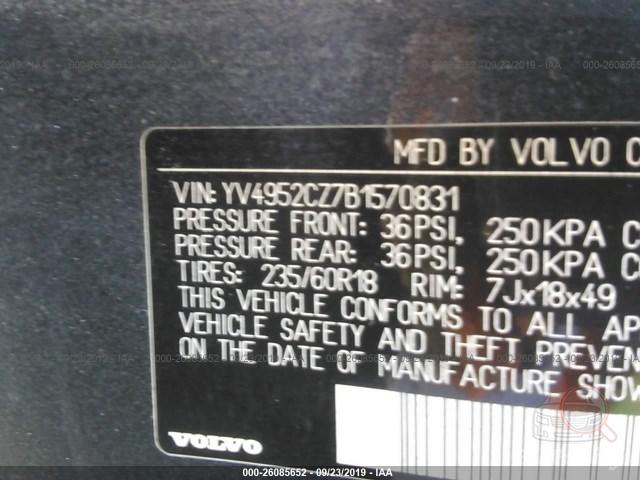 MFD BY VOLVO C
VIN: YV4952CZ7B1570831
PRESSURE FRONT: 36PSI, 250KPA C
PRESSURE REAR: 36PSI, 250KPA C
TIRES: 235/60R18 RIM: 7Jx18x49
THIS VEHICLE CONFORMS TO ALL AP
VEHICLE SAFETY AND THEFT PREVEN
ON THE DATE OF MANUFACTURE SHOW
VOLVO
000-26085652 - 09/23/2019 - IAA